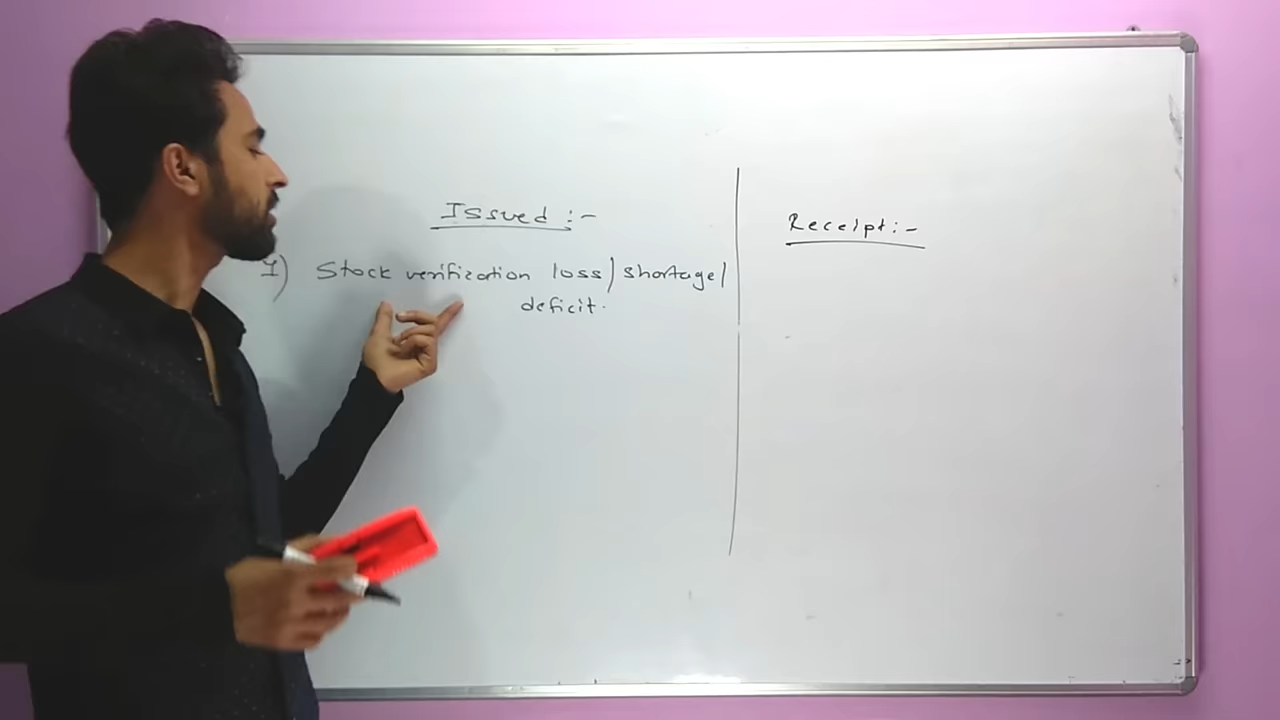 Issued :-
1) Stock verification loss/shortage/
deficit.
Receipt:-